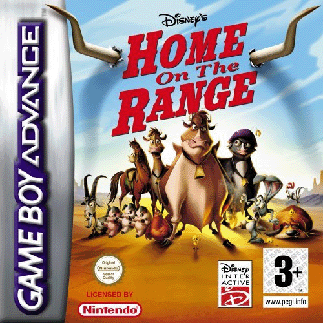 GAME BOY ADVANCE
DISNEY'S
HOME
ON THE
RANGE
Original
Nintendo
Seal of
Quality
LICENSED BY
Nintendo
DISNEY
INTER
ACTIVE
3+
www.pegi.info